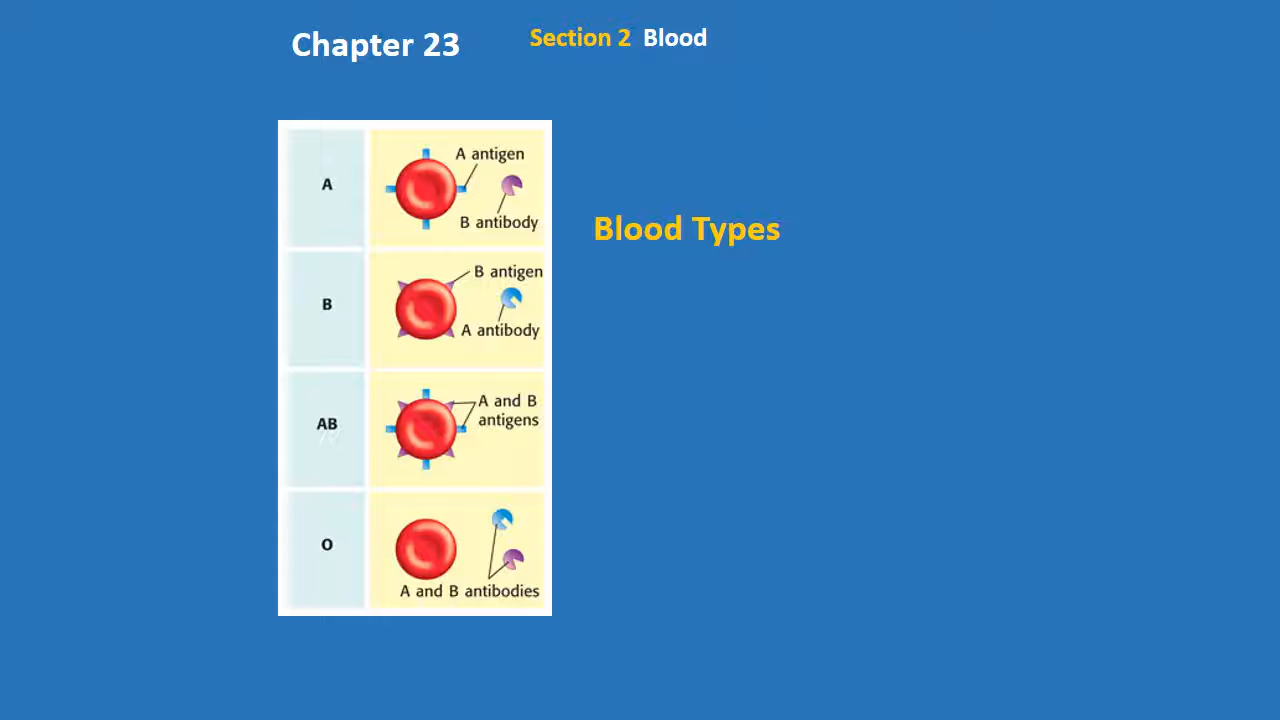 Chapter 23
Section 2 Blood
Blood Types
A
A antigen
B antibody
B
B antigen
A antibody
AB
A and B
antigens
O
A and B antibodies